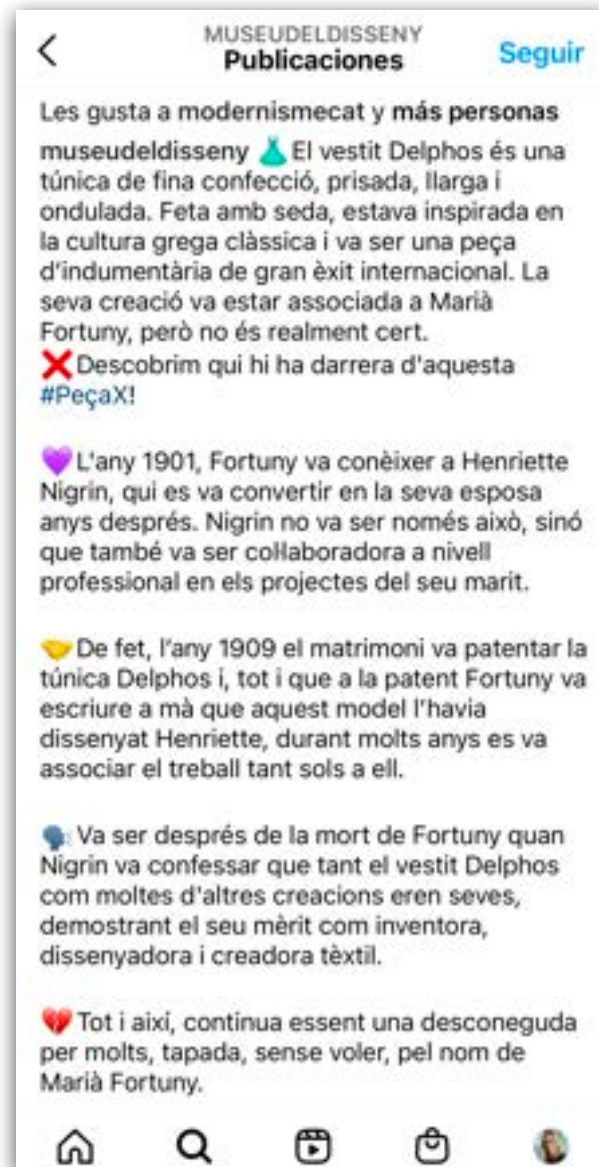 MUSEUDELDISSENY
Publicaciones
Seguir
Les gusta a modernismecat y más personas
museudeldisseny 👗 El vestit Delphos és una
túnica de fina confecció, prisada, llarga i
ondulada. Feta amb seda, estava inspirada en
la cultura grega clàssica i va ser una peça
d'indumentària de gran èxit internacional. La
seva creació va estar associada a Marià
Fortuny, però no és realment cert.
❌ Descobrim qui hi ha darrera d'aquesta
#PeçaX!
💜 L'any 1901, Fortuny va conèixer a Henriette
Nigrin, qui es va convertir en la seva esposa
anys després. Nigrin no va ser només això, sinó
que també va ser col·laboradora a nivell
professional en els projectes del seu marit.
🤝 De fet, l'any 1909 el matrimoni va patentar la
túnica Delphos i, tot i que a la patent Fortuny va
escriure a mà que aquest model l'havia
dissenyat Henriette, durant molts anys es va
associar el treball tant sols a ell.
🗣️ Va ser després de la mort de Fortuny quan
Nigrin va confessar que tant el vestit Delphos
com moltes d'altres creacions eren seves,
demostrant el seu mèrit com inventora,
dissenyadora i creadora tèxtil.
💔 Tot i així, continua essent una desconeguda
per molts, tapada, sense voler, pel nom de
Marià Fortuny.